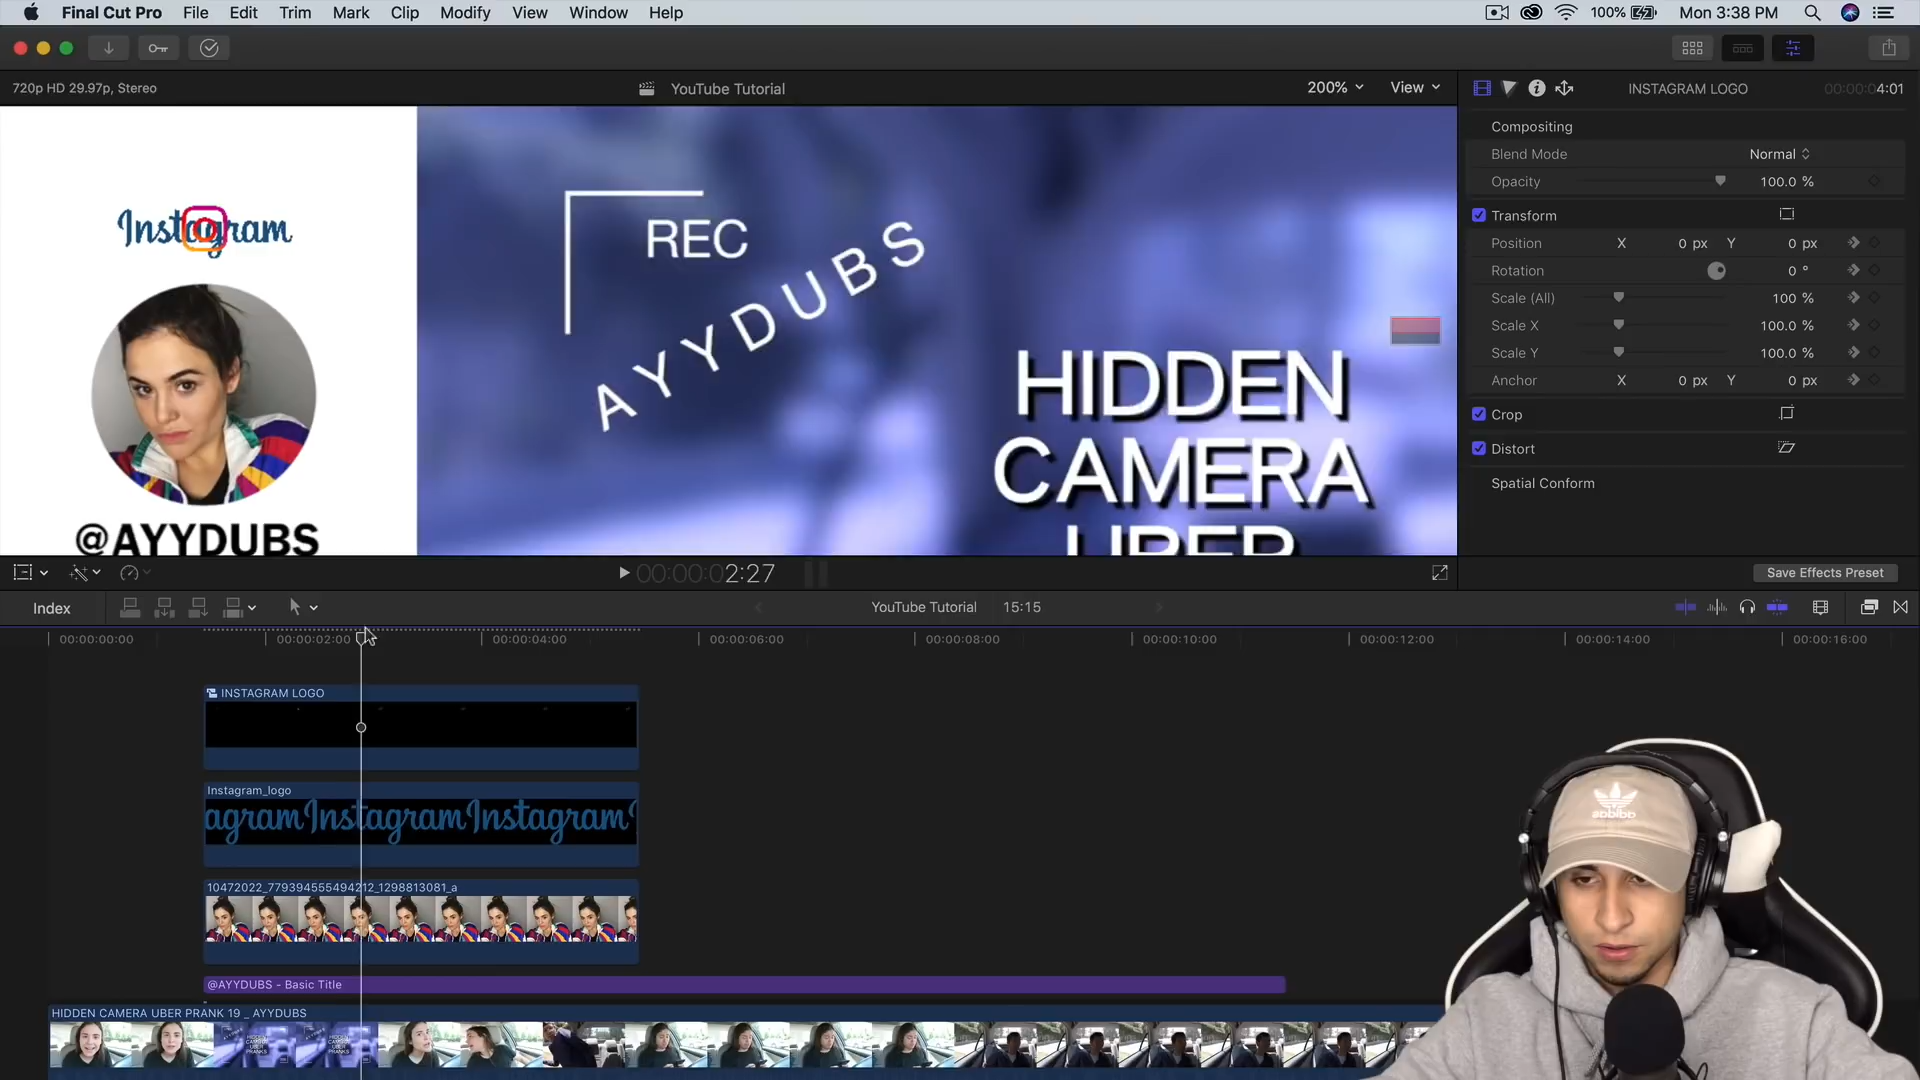 Final Cut Pro File Edit Trim Mark Clip Modify View Window Help 100% Mon 3:38 PM
720p HD 29.97p, Stereo YouTube Tutorial 200% View INSTAGRAM LOGO 00:00:04:01
Instagram
@AYYDUBS
REC
AYYDUBS
HIDDEN
CAMERA
UBER
Compositing
Blend Mode Normal
Opacity 100.0 %
Transform
Position X 0 px Y 0 px
Rotation 0 °
Scale (All) 100 %
Scale X 100.0 %
Scale Y 100.0 %
Anchor X 0 px Y 0 px
Crop
Distort
Spatial Conform
00:00:02:27 Save Effects Preset
Index YouTube Tutorial 15:15
00:00:00:00 00:00:02:00 00:00:04:00 00:00:06:00 00:00:08:00 00:00:10:00 00:00:12:00 00:00:14:00 00:00:16:00
INSTAGRAM LOGO
Instagram_logo
agram Instagram Instagram
10472022_779394555494212_1298813081_a
@AYYDUBS - Basic Title
HIDDEN CAMERA UBER PRANK 19 _ AYYDUBS
adidas